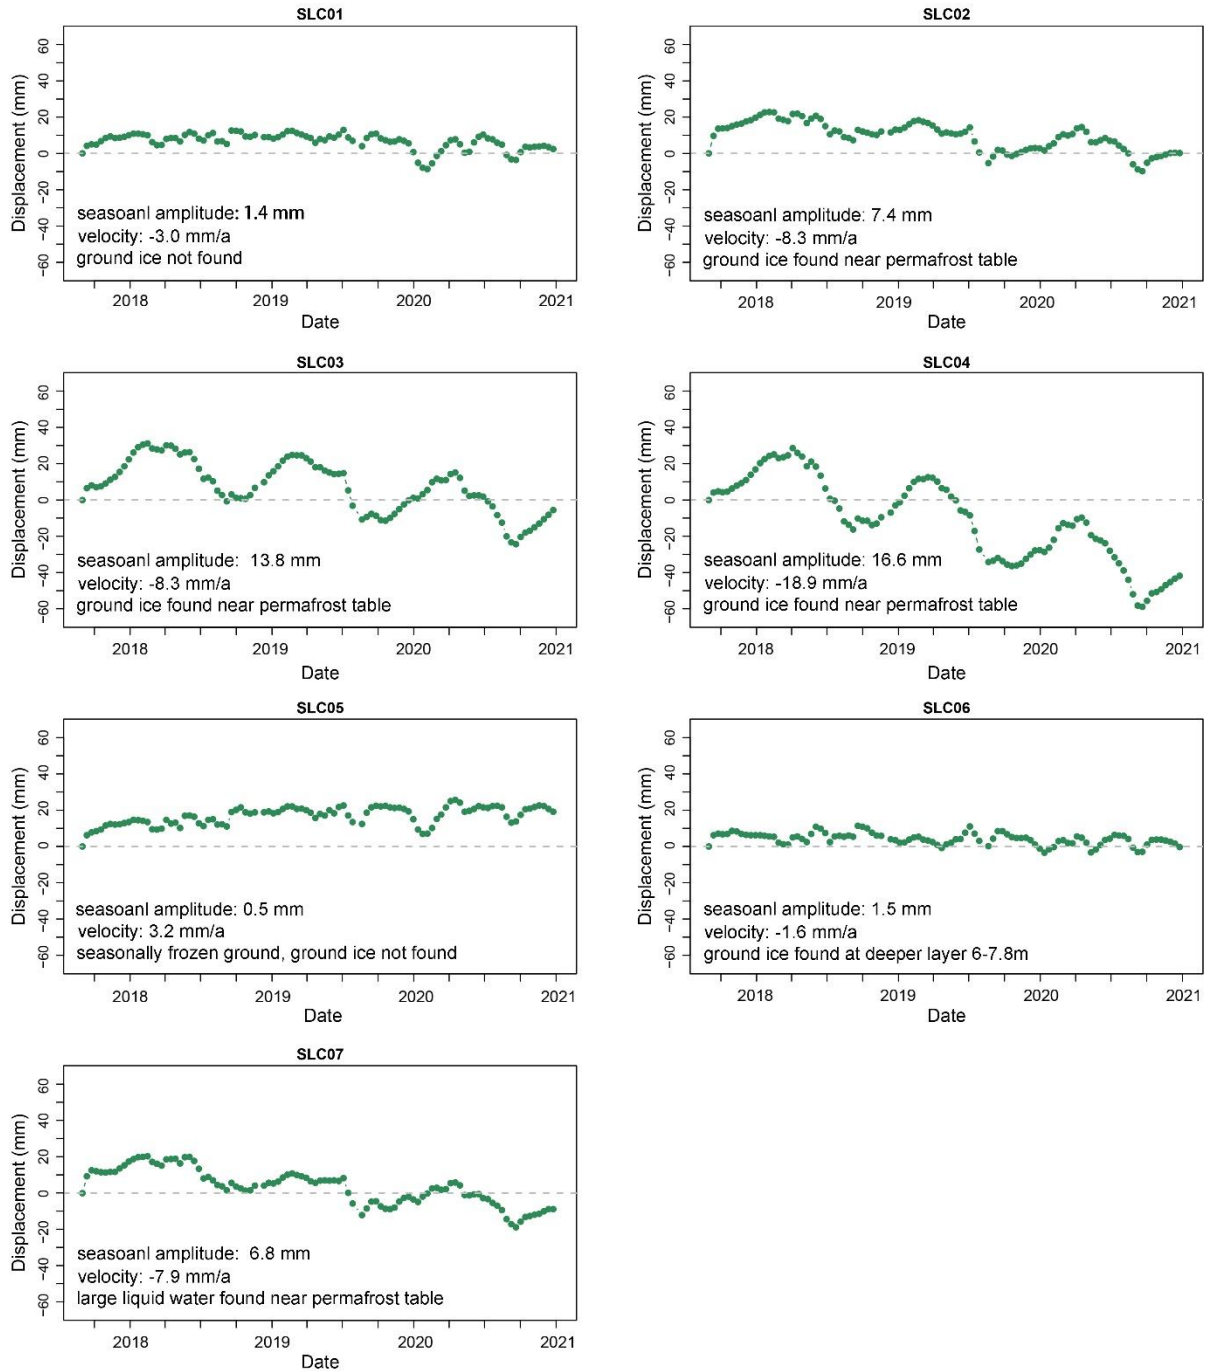 SLC01
Displacement (mm)
60
40
20
0
−20
−40
−60
seasoanl amplitude: 1.4 mm
velocity: -3.0 mm/a
ground ice not found
2018 2019 2020 2021
Date
SLC02
Displacement (mm)
60
40
20
0
−20
−40
−60
seasoanl amplitude: 7.4 mm
velocity: -8.3 mm/a
ground ice found near permafrost table
2018 2019 2020 2021
Date
SLC03
Displacement (mm)
60
40
20
0
−20
−40
−60
seasoanl amplitude: 13.8 mm
velocity: -8.3 mm/a
ground ice found near permafrost table
2018 2019 2020 2021
Date
SLC04
Displacement (mm)
60
40
20
0
−20
−40
−60
seasoanl amplitude: 16.6 mm
velocity: -18.9 mm/a
ground ice found near permafrost table
2018 2019 2020 2021
Date
SLC05
Displacement (mm)
60
40
20
0
−20
−40
−60
seasoanl amplitude: 0.5 mm
velocity: 3.2 mm/a
seasonally frozen ground, ground ice not found
2018 2019 2020 2021
Date
SLC06
Displacement (mm)
60
40
20
0
−20
−40
−60
seasoanl amplitude: 1.5 mm
velocity: -1.6 mm/a
ground ice found at deeper layer 6-7.8m
2018 2019 2020 2021
Date
SLC07
Displacement (mm)
60
40
20
0
−20
−40
−60
seasoanl amplitude: 6.8 mm
velocity: -7.9 mm/a
large liquid water found near permafrost table
2018 2019 2020 2021
Date